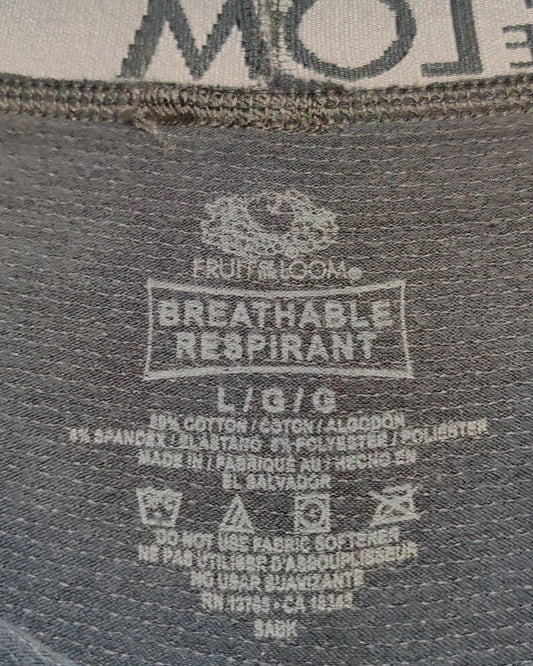 LOOM
FRUIT OF THE LOOM®
BREATHABLE
RESPIRANT
L / G / G
COTTON / COTON / ALGODÓN
SPANDEX / ELASTANO POLYESTER / POLIÉSTER
MADE IN / FABRIQUÉ AU / HECHO EN
EL SALVADOR
DO NOT USE FABRIC SOFTENER
NE PAS UTILISER D'ASSOUPLISSEUR
NO USAR SUAVIZANTE
RN 13765 • CA